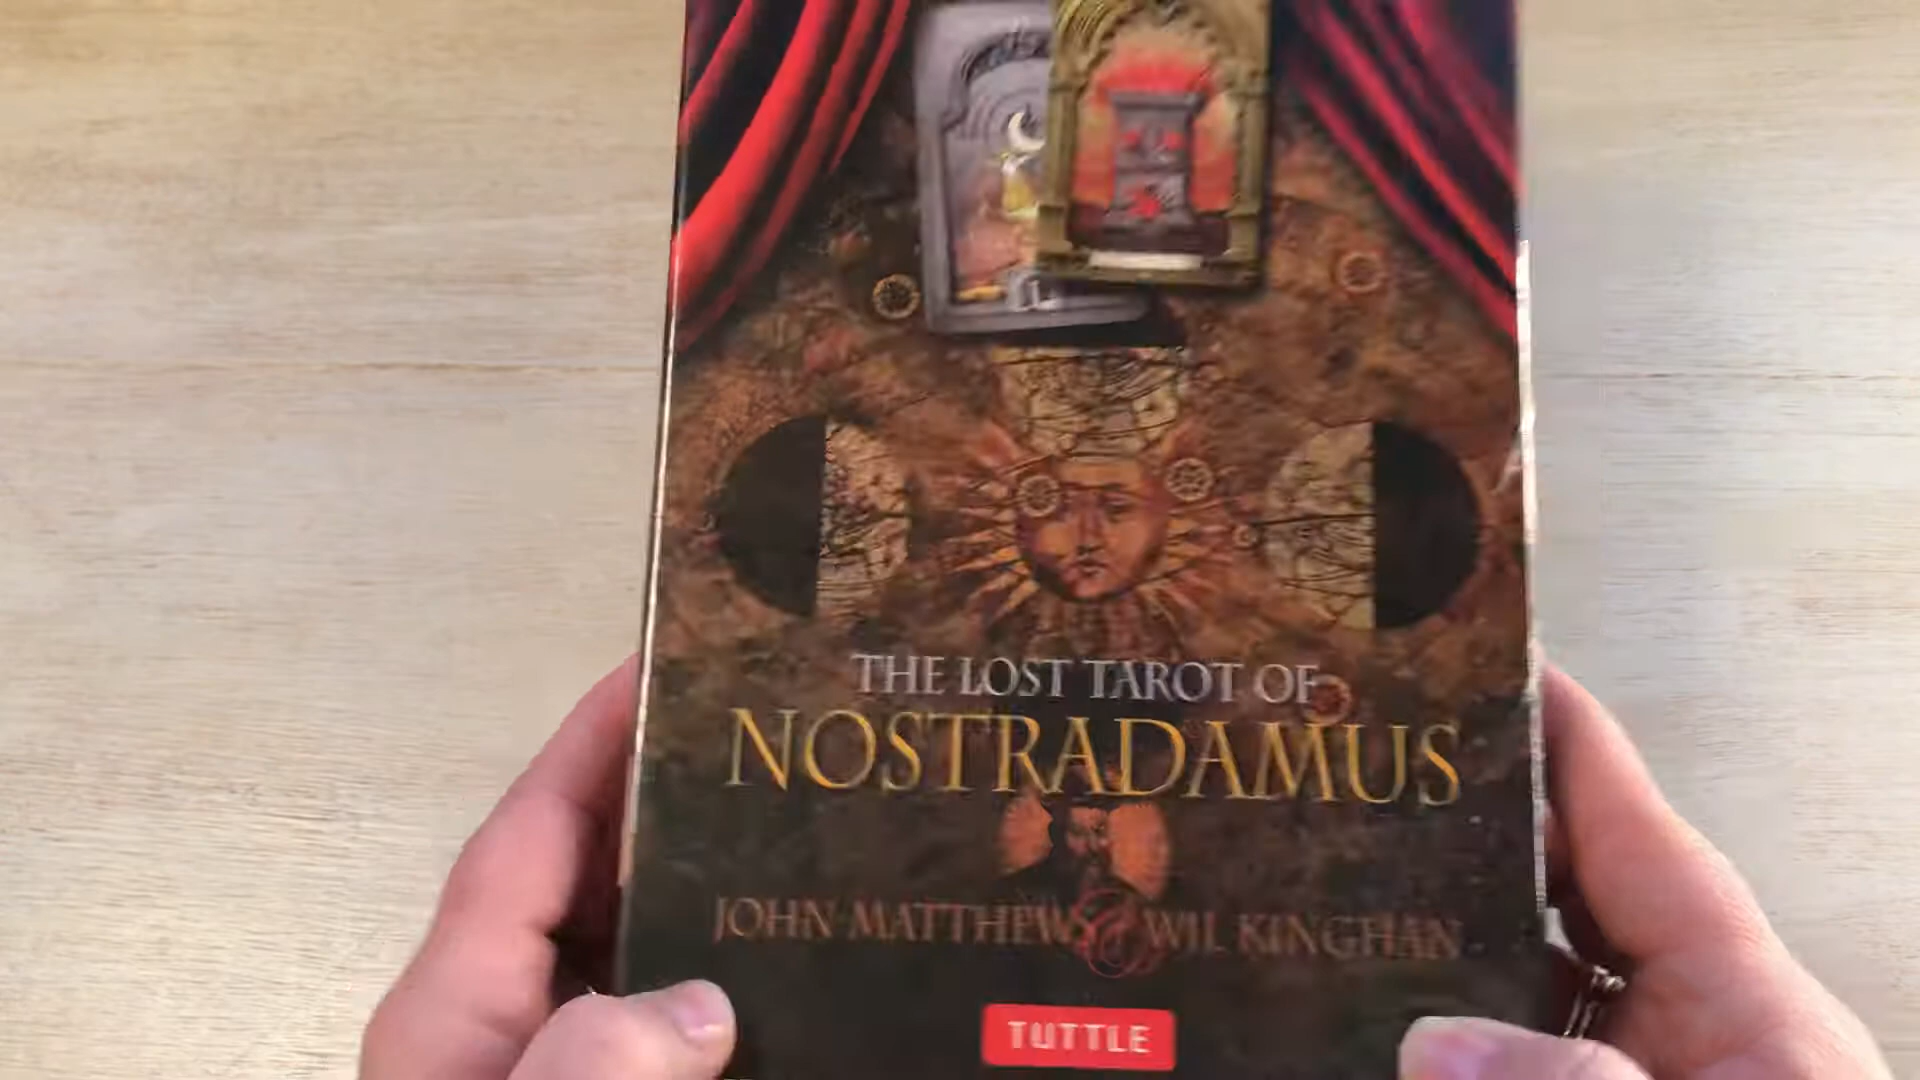 THE LOST TAROT OF
NOSTRADAMUS
JOHN MATTHEWS & WIL KINGHAN
TUTTLE